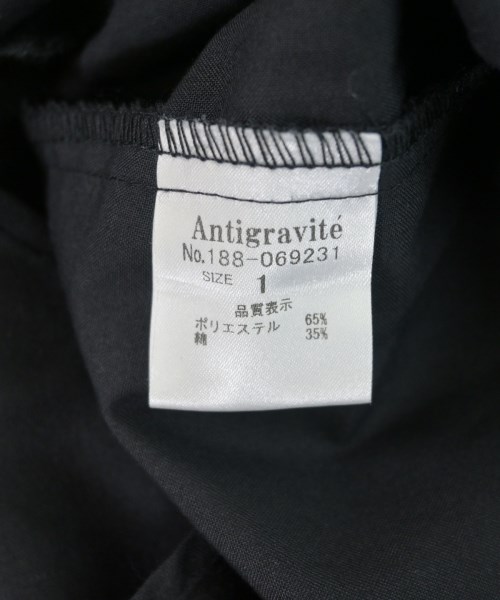 Antigravité
No.188-069231
SIZE 1
品質表示
ポリエステル 65%
綿 35%